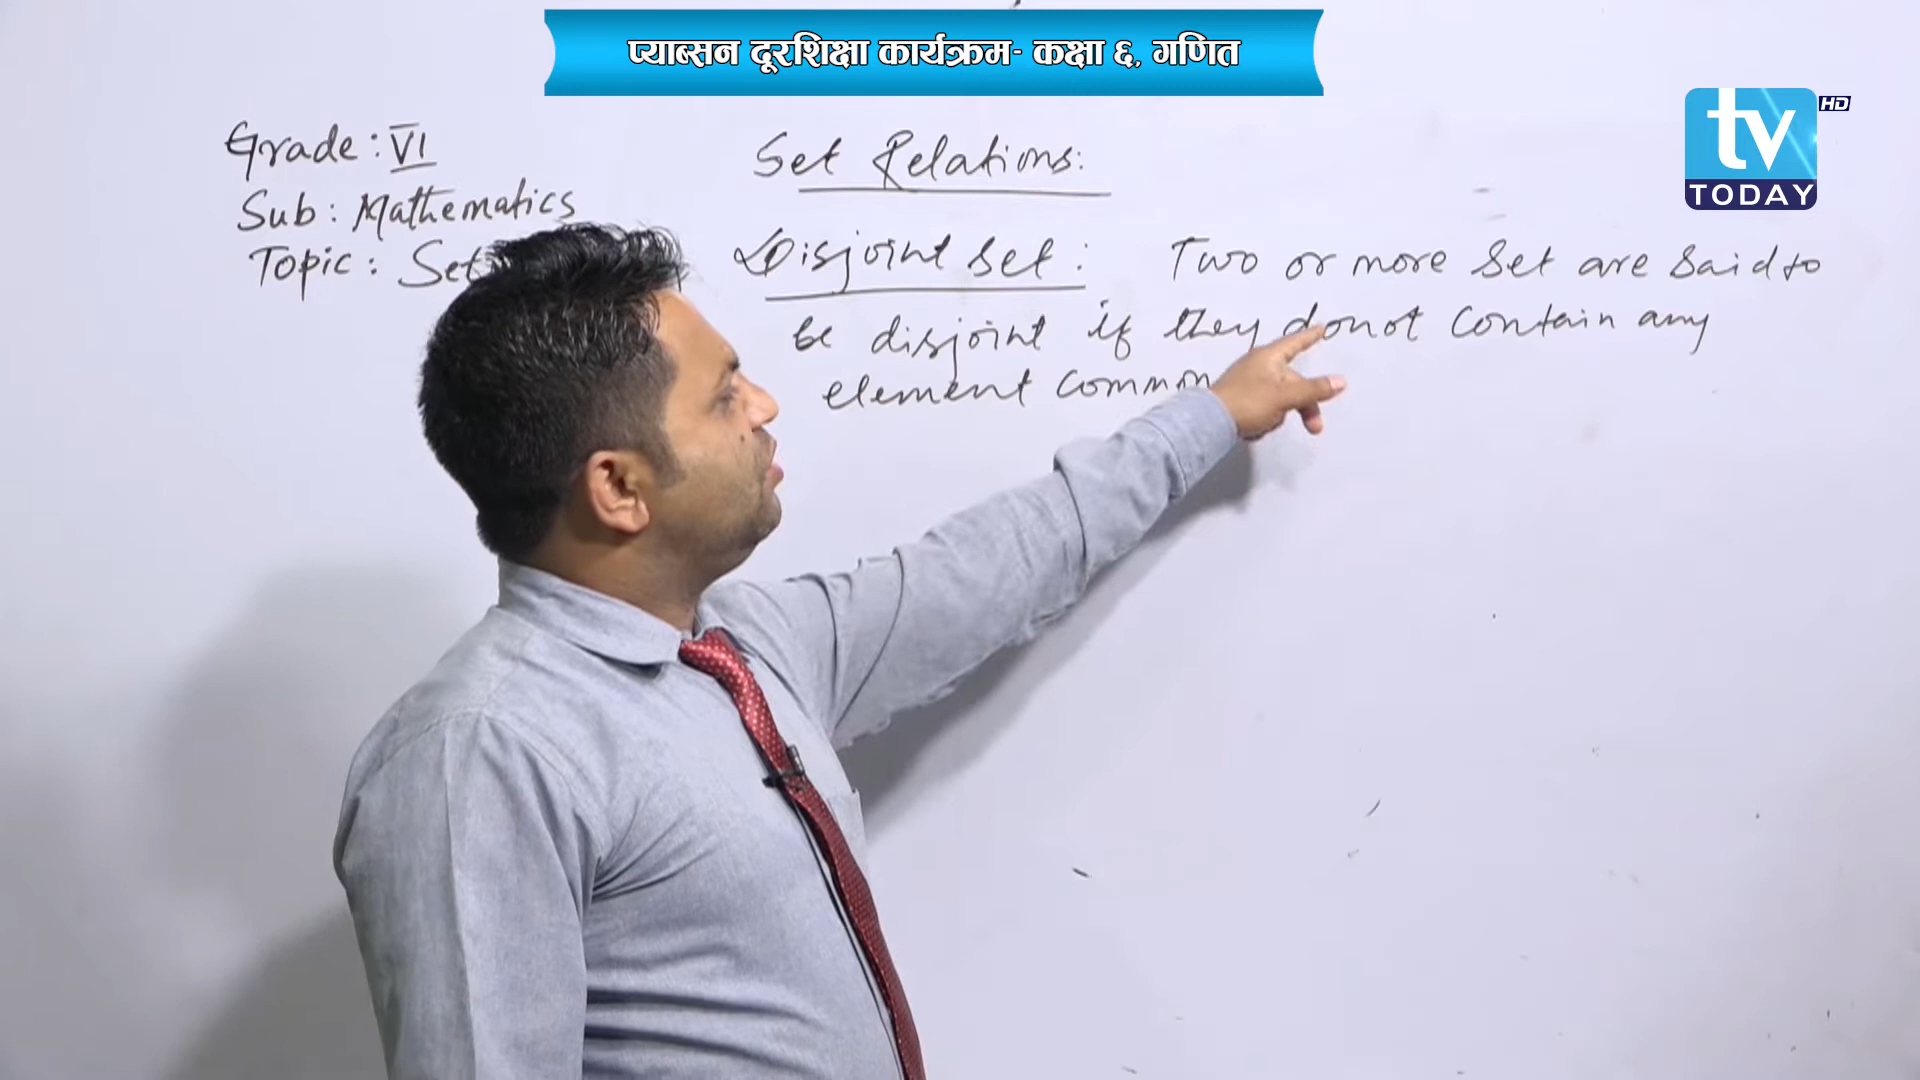 प्याब्सन दूरशिक्षा कार्यक्रम- कक्षा ६, गणित
tv HD
TODAY
Grade: VI
Sub: Mathematics
Topic: Set
Set Relations:
Disjoint Set: Two or more Set are Said to
be disjoint if they donot contain any
element common